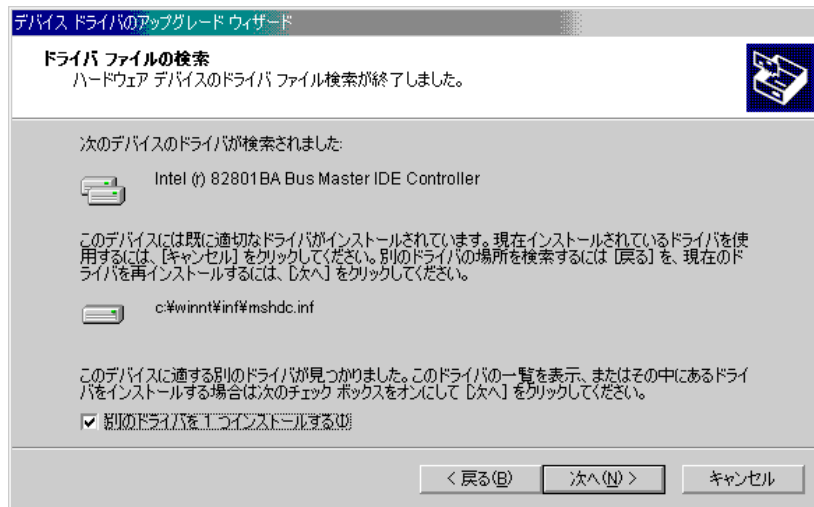 デバイス ドライバのアップグレード ウィザード
ドライバ ファイルの検索
ハードウェア デバイスのドライバ ファイル検索が終了しました。
次のデバイスのドライバが検索されました:
Intel (r) 82801BA Bus Master IDE Controller
このデバイスには既に適切なドライバがインストールされています。現在インストールされているドライバを使
用するには、[キャンセル] をクリックしてください。別のドライバの場所を検索するには [戻る] を、現在のド
ライバを再インストールするには、[次へ] をクリックしてください。
c:¥winnt¥inf¥mshdc.inf
このデバイスに適する別のドライバが見つかりました。このドライバの一覧を表示、またはその中にあるドライ
バをインストールする場合は次のチェック ボックスをオンにして [次へ] をクリックしてください。
別のドライバを 1 つインストールする(I)
< 戻る(B)
次へ(N) >
キャンセル